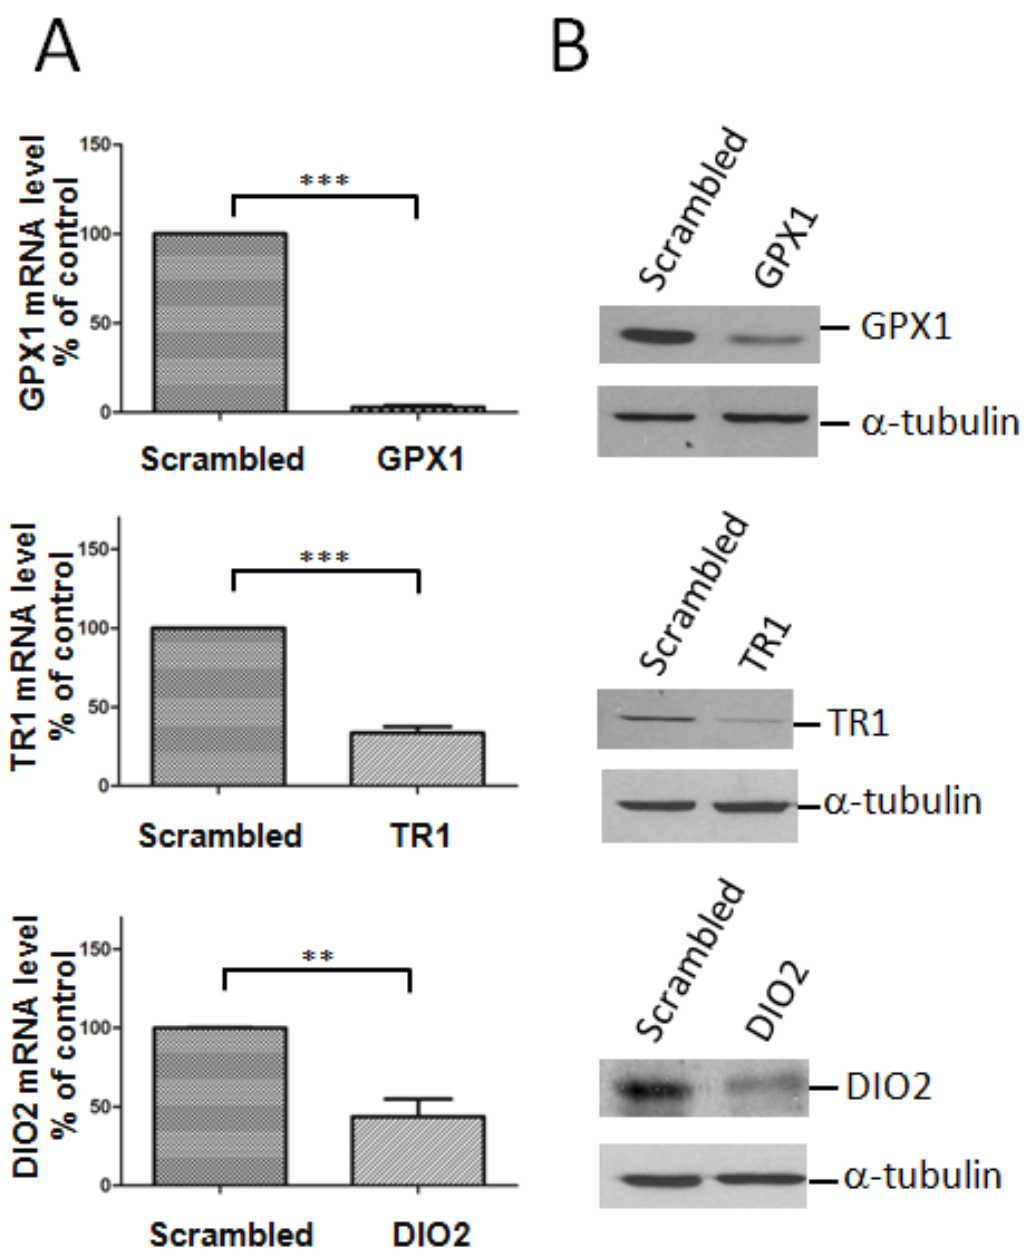 A
B
GPX1 mRNA level
% of control
150
100
50
0
***
Scrambled GPX1
Scrambled GPX1
GPX1
α-tubulin
TR1 mRNA level
% of control
150
100
50
0
***
Scrambled TR1
Scrambled TR1
TR1
α-tubulin
DIO2 mRNA level
% of control
150
100
50
0
**
Scrambled DIO2
Scrambled DIO2
DIO2
α-tubulin